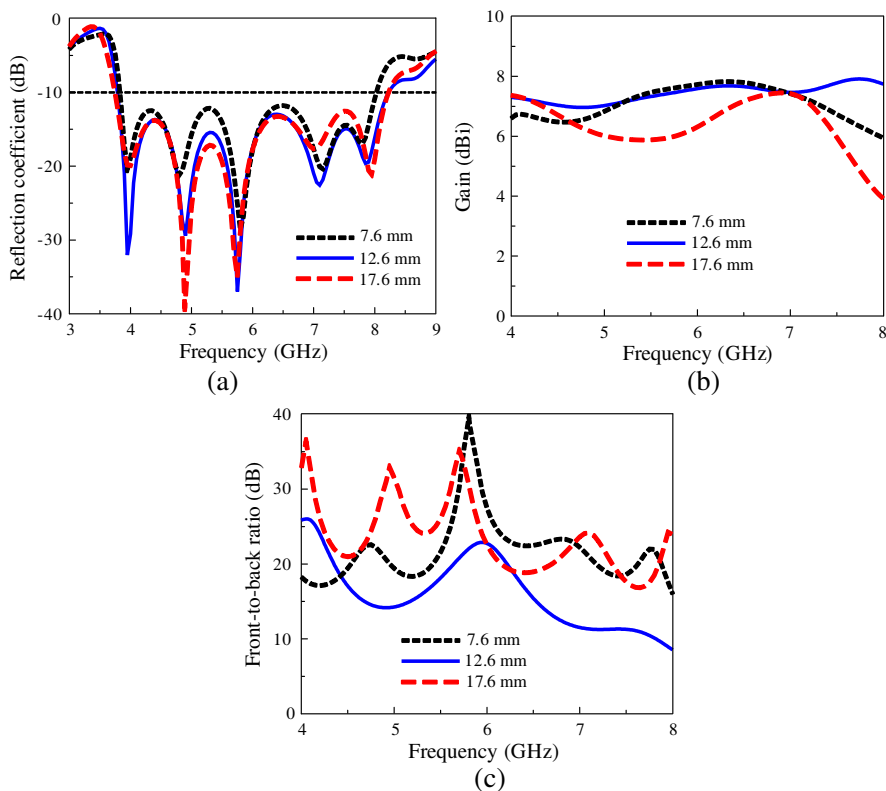 0
-10
-20
-30
-40
3 4 5 6 7 8 9
Reflection coefficient (dB)
Frequency (GHz)
7.6 mm
12.6 mm
17.6 mm
(a)
10
8
6
4
2
0
4 5 6 7 8
Gain (dBi)
Frequency (GHz)
7.6 mm
12.6 mm
17.6 mm
(b)
40
30
20
10
0
4 5 6 7 8
Front-to-back ratio (dB)
Frequency (GHz)
7.6 mm
12.6 mm
17.6 mm
(c)